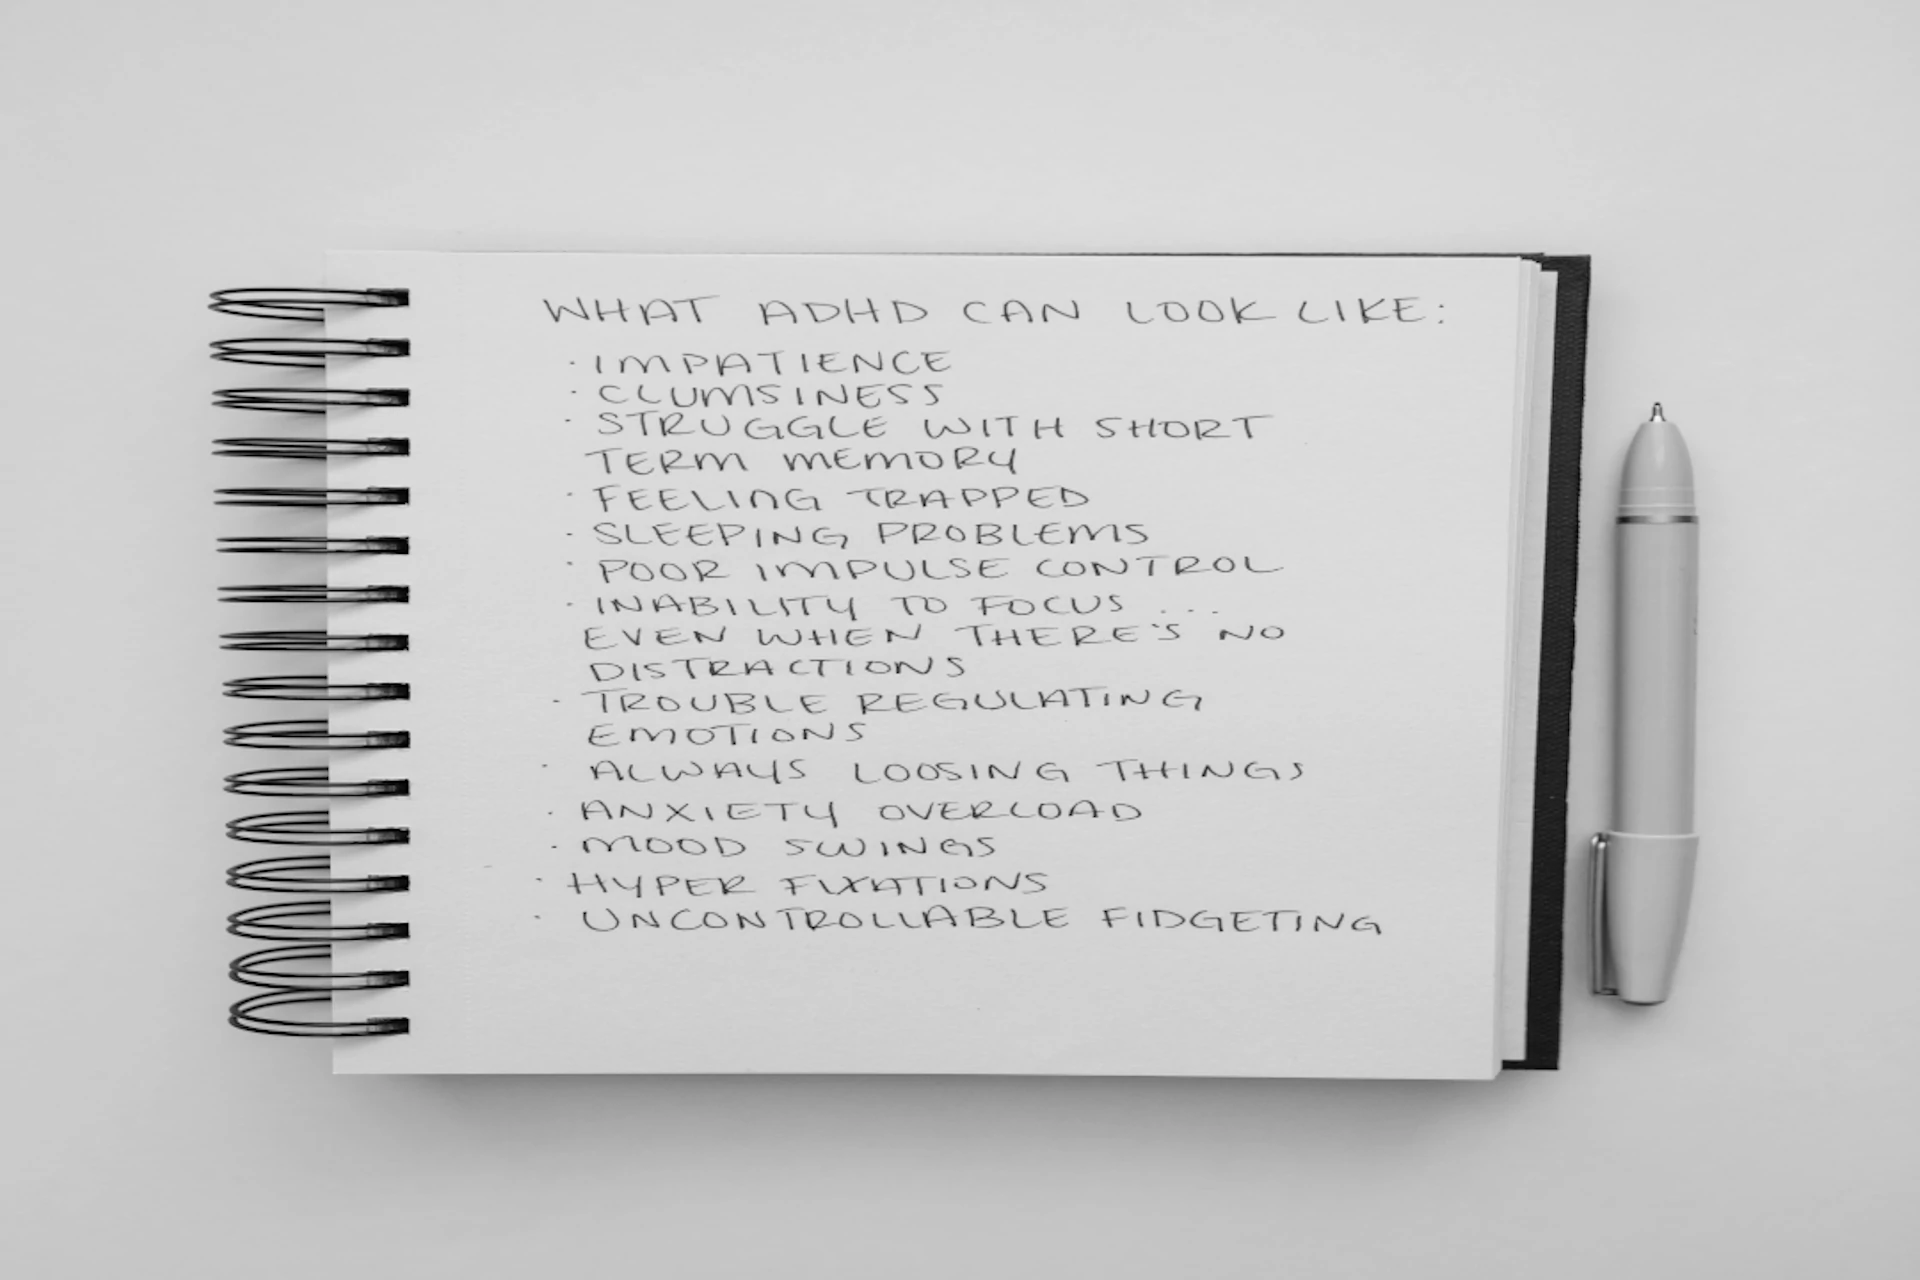 WHAT ADHD CAN LOOK LIKE:
· IMPATIENCE
· CLUMSINESS
· STRUGGLE WITH SHORT
TERM MEMORY
· FEELING TRAPPED
· SLEEPING PROBLEMS
· POOR IMPULSE CONTROL
· INABILITY TO FOCUS ...
EVEN WHEN THERE'S NO
DISTRACTIONS
· TROUBLE REGULATING
EMOTIONS
· ALWAYS LOOSING THINGS
· ANXIETY OVERLOAD
· MOOD SWINGS
· HYPER FIXATIONS
· UNCONTROLLABLE FIDGETING